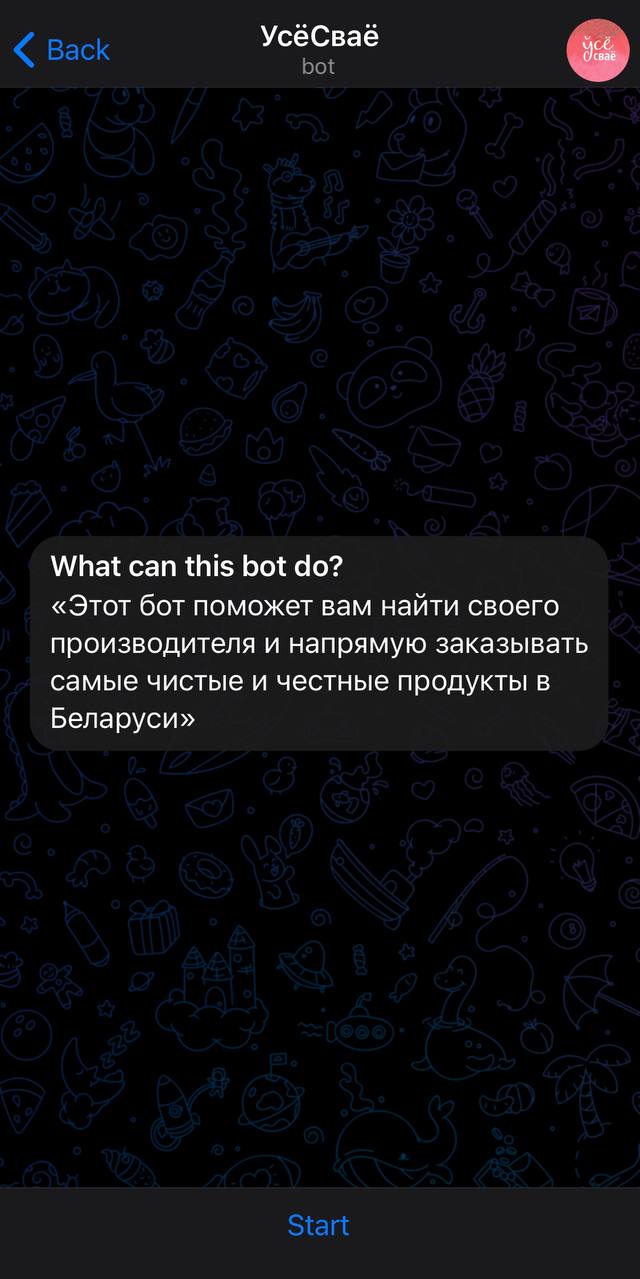 Back
УсёСваё
bot
ўсё
сваё
What can this bot do?
«Этот бот поможет вам найти своего
производителя и напрямую заказывать
самые чистые и честные продукты в
Беларуси»
Start